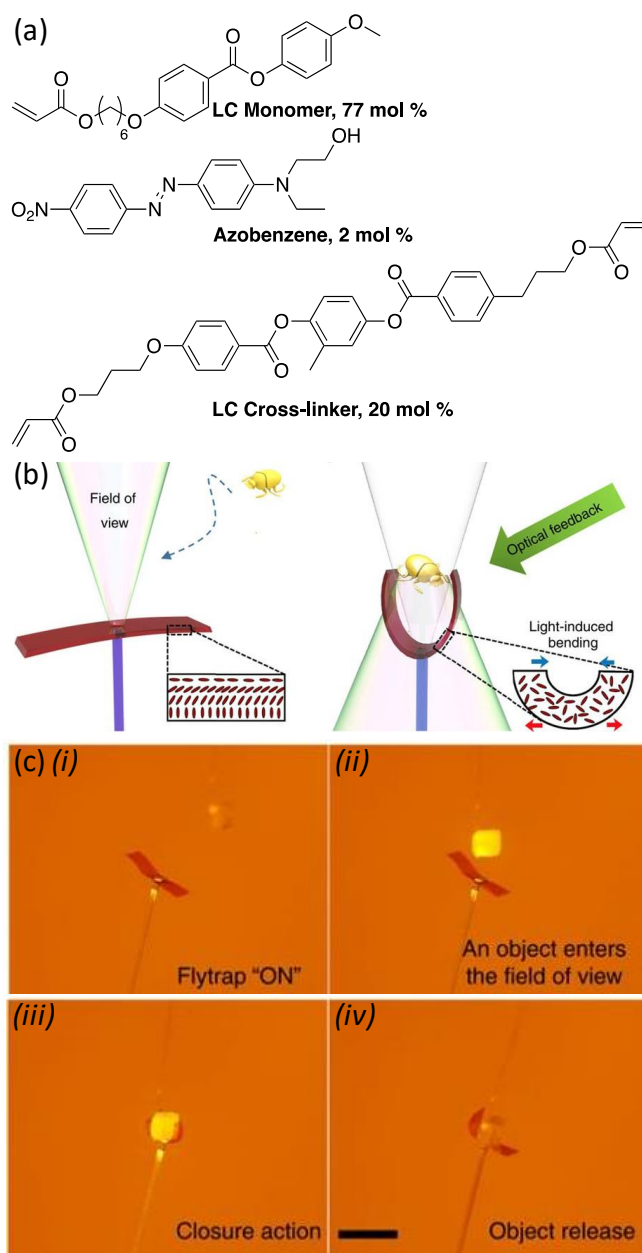 (a)
O
O
O
6
O
O
O
LC Monomer, 77 mol %
OH
N
N
N
O₂N
Azobenzene, 2 mol %
O
O
O
O
O
O
O
O
O
LC Cross-linker, 20 mol %
(b)
Field of
view
Optical feedback
Light-induced
bending
(c) (i)
Flytrap "ON"
(ii)
An object enters
the field of view
(iii)
Closure action
(iv)
Object release